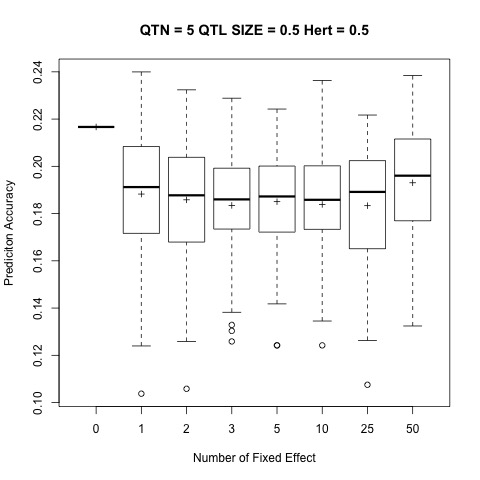 QTN = 5 QTL SIZE = 0.5 Hert = 0.5
Prediciton Accuracy
0.24
0.22
0.20
0.18
0.16
0.14
0.12
0.10
0 1 2 3 5 10 25 50
Number of Fixed Effect